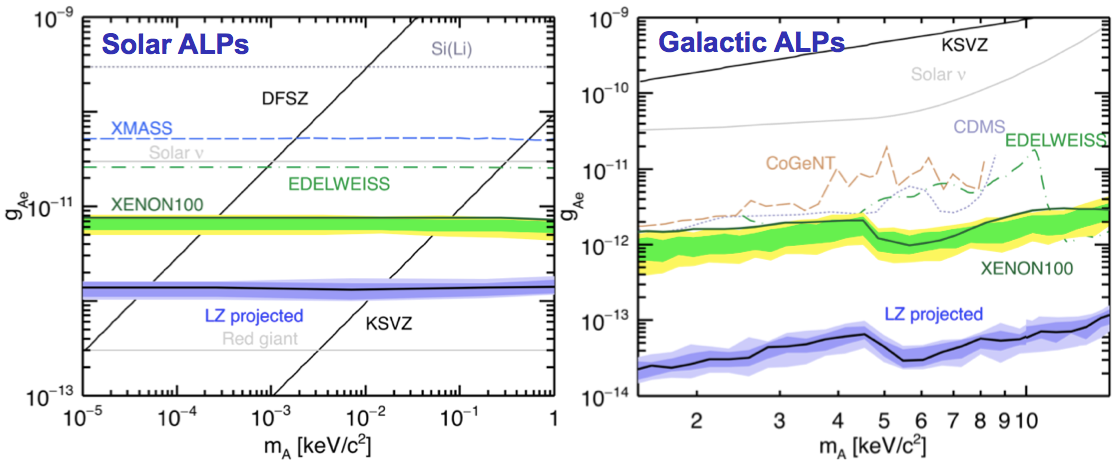 Solar ALPs
10⁻⁹
10⁻¹¹
10⁻¹³
g_Ae
Si(Li)
DFSZ
XMASS
Solar ν
EDELWEISS
XENON100
LZ projected
Red giant
KSVZ
10⁻⁵ 10⁻⁴ 10⁻³ 10⁻² 10⁻¹ 1
m_A [keV/c²]
Galactic ALPs
10⁻⁹
10⁻¹⁰
10⁻¹¹
10⁻¹²
10⁻¹³
10⁻¹⁴
g_Ae
KSVZ
Solar ν
CDMS
EDELWEISS
CoGeNT
XENON100
LZ projected
2 3 4 5 6 7 8 9 10
m_A [keV/c²]